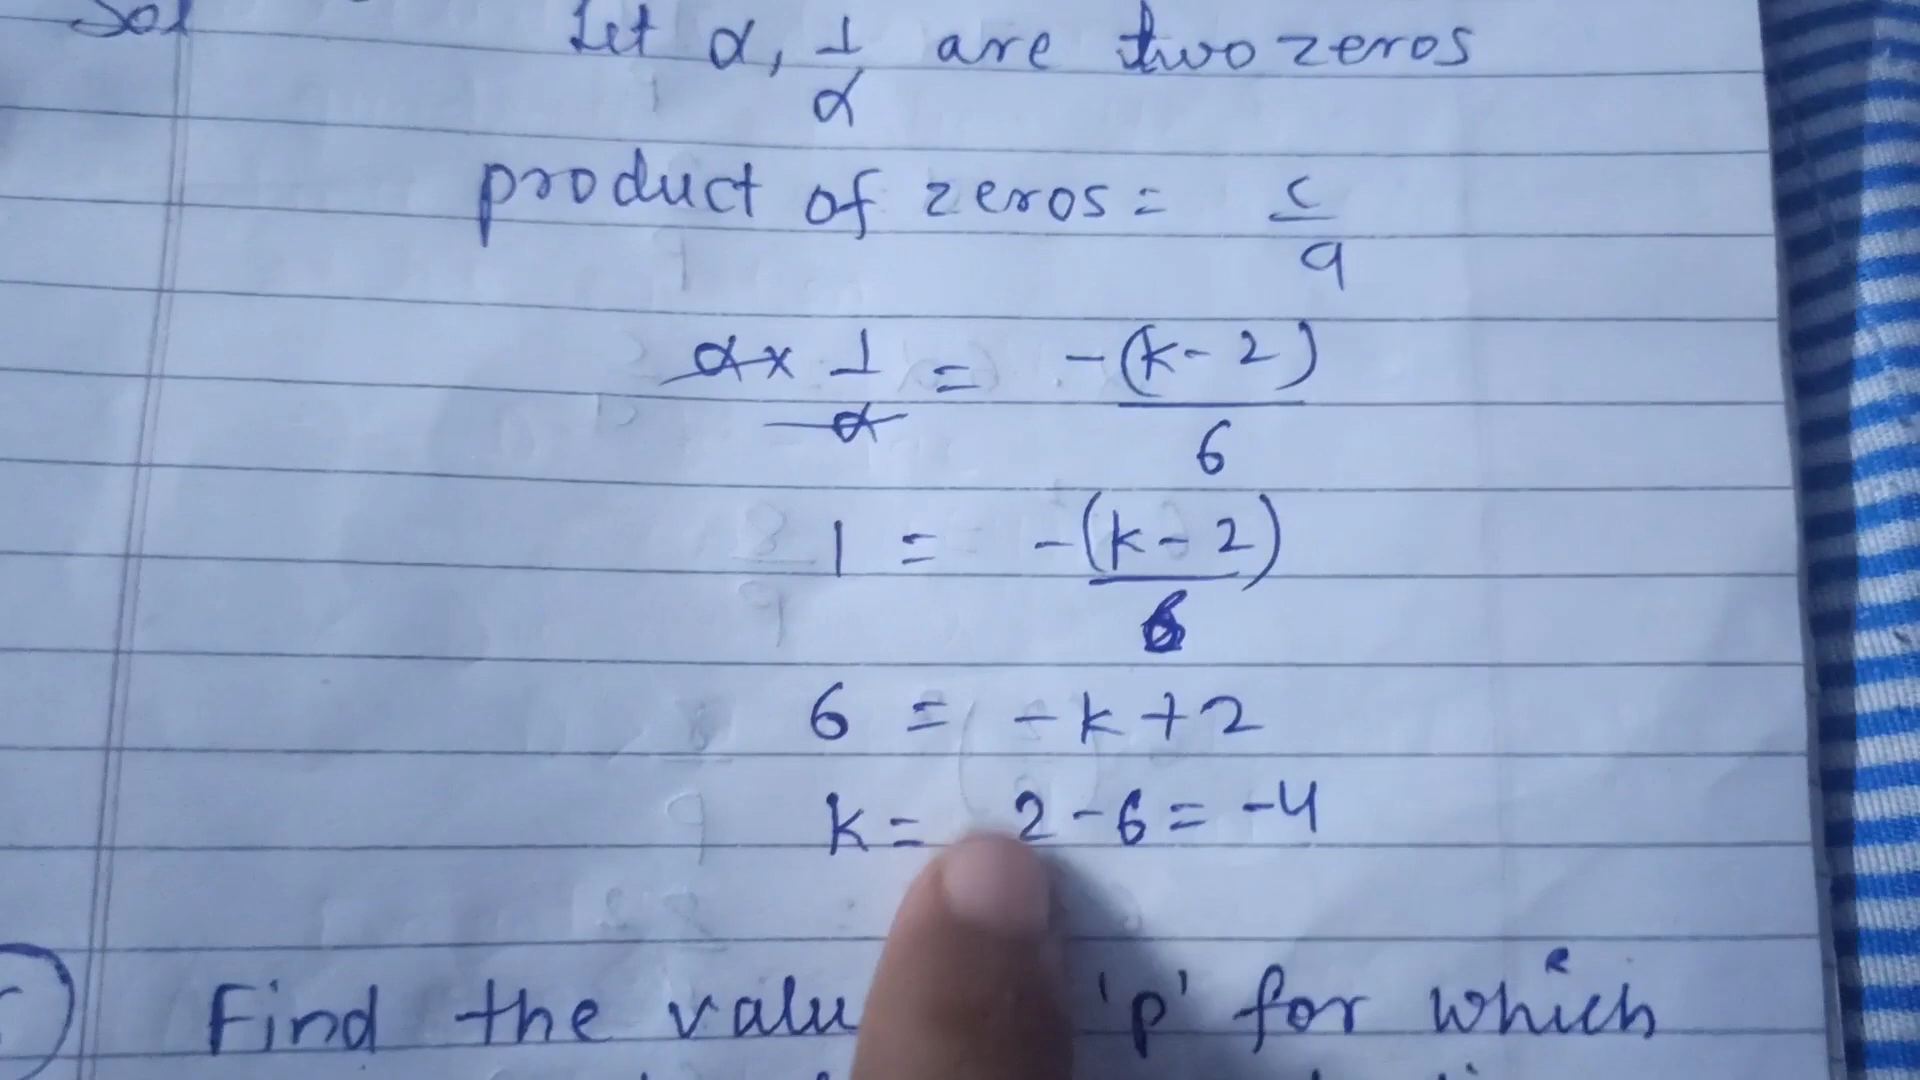 Sol Let α, 1/α are two zeros
product of zeros = c/a
α x 1/α = -(k-2)/6
1 = -(k-2)/6
6 = -k+2
k = 2-6 = -4
Find the valu 'p' for which